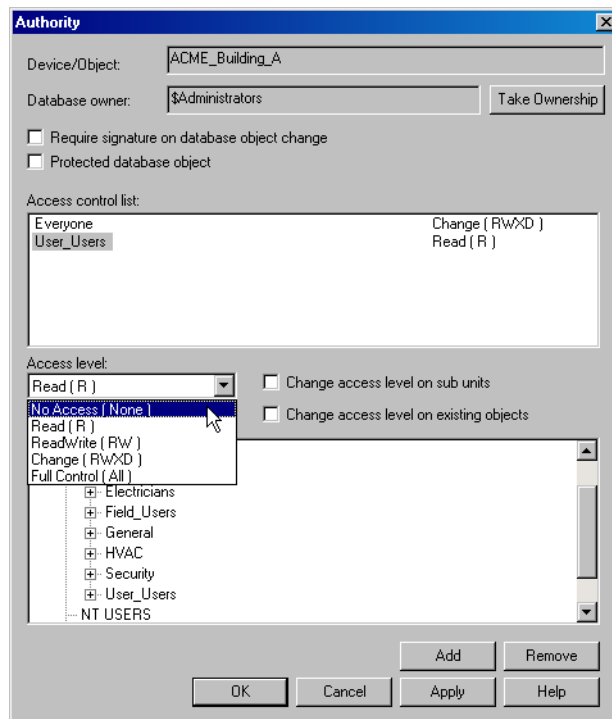 Authority
Device/Object: ACME_Building_A
Database owner: $Administrators Take Ownership
Require signature on database object change
Protected database object
Access control list:
Everyone Change ( RWXD )
User_Users Read ( R )
Access level:
Read ( R ) Change access level on sub units
No Access ( None )
Read ( R ) Change access level on existing objects
ReadWrite ( RW )
Change ( RWXD )
Full Control ( All )
Electricians
Field_Users
General
HVAC
Security
User_Users
NT USERS
Add Remove
OK Cancel Apply Help